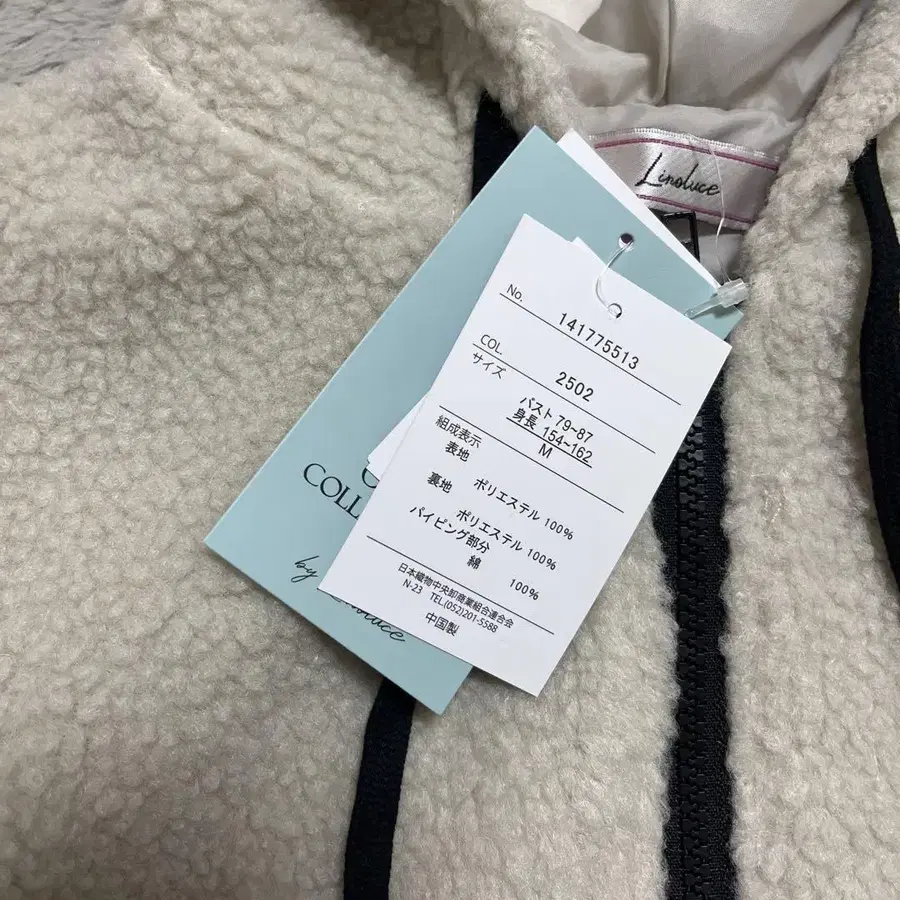 Linoluce
No. 141775513
COL. 2502
サイズ
バスト 79~87
身長 154~162
M
組成表示
表地
ポリエステル 100%
裏地
ポリエステル 100%
パイピング部分
綿 100%
日本織物中央卸商業組合連合会
N-23 TEL(052)201-5588
中国製
COLL
by